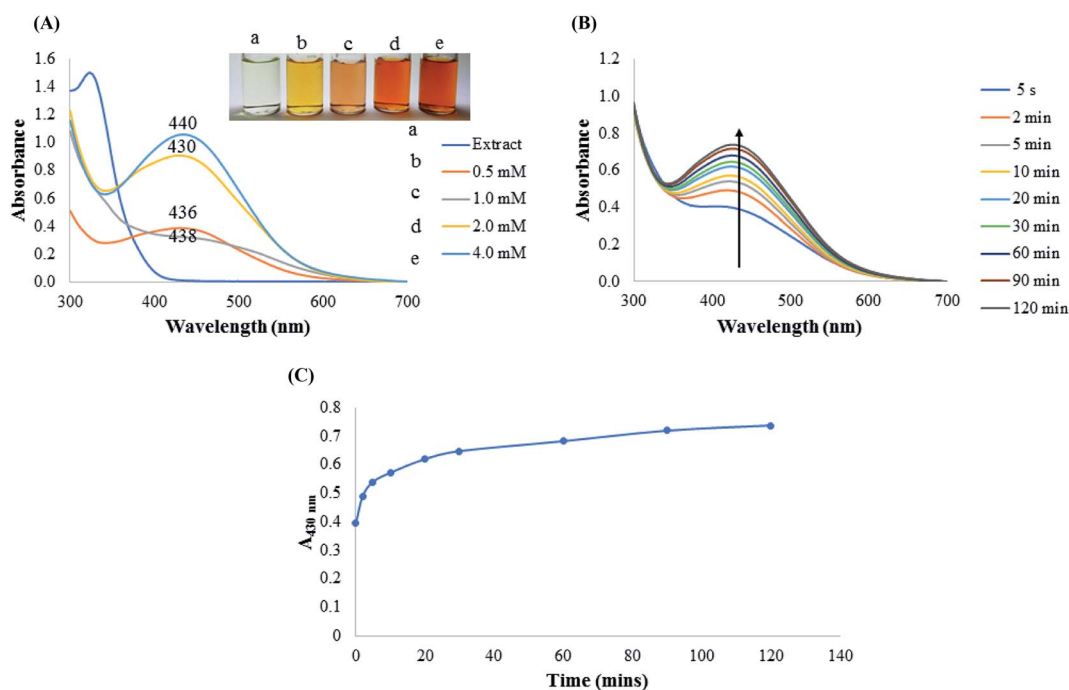 (A)
a b c d e
1.6
1.4
1.2
1.0
0.8
0.6
0.4
0.2
0.0
Absorbance
440
430
436
438
300 400 500 600 700
Wavelength (nm)
a Extract
b 0.5 mM
c 1.0 mM
d 2.0 mM
e 4.0 mM
(B)
1.2
1.0
0.8
0.6
0.4
0.2
0.0
Absorbance
300 400 500 600 700
Wavelength (nm)
5 s
2 min
5 min
10 min
20 min
30 min
60 min
90 min
120 min
(C)
0.8
0.7
0.6
0.5
0.4
0.3
0.2
0.1
0
A430 nm
0 20 40 60 80 100 120 140
Time (mins)